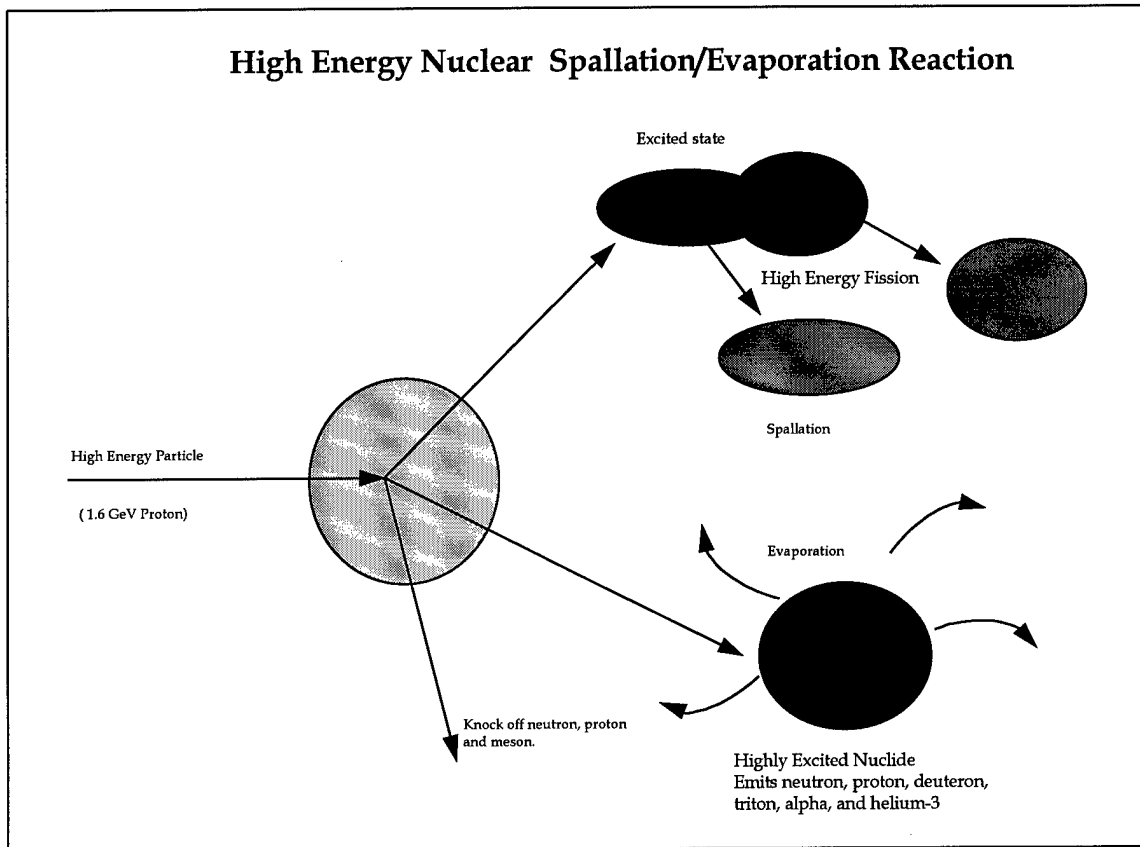 High Energy Nuclear Spallation/Evaporation Reaction
Excited state
High Energy Fission
Spallation
High Energy Particle
( 1.6 GeV Proton)
Evaporation
Knock off neutron, proton
and meson.
Highly Excited Nuclide
Emits neutron, proton, deuteron,
triton, alpha, and helium-3